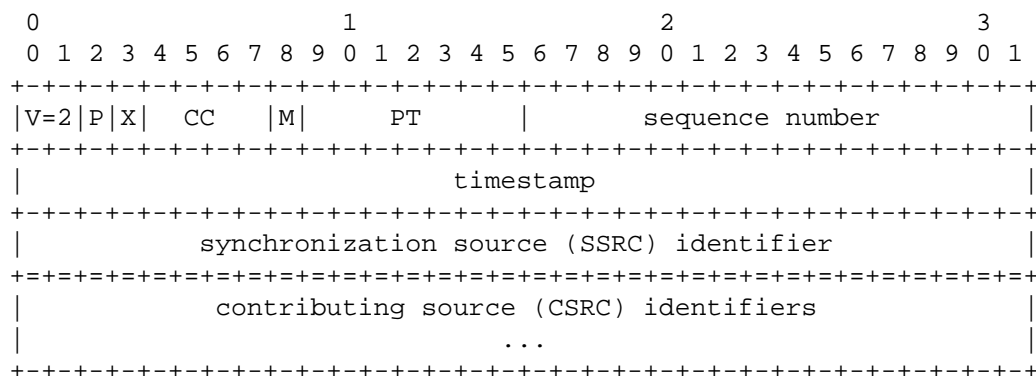 0                   1                   2                   3
0 1 2 3 4 5 6 7 8 9 0 1 2 3 4 5 6 7 8 9 0 1 2 3 4 5 6 7 8 9 0 1
+-+-+-+-+-+-+-+-+-+-+-+-+-+-+-+-+-+-+-+-+-+-+-+-+-+-+-+-+-+-+-+-+
|V=2|P|X|  CC   |M|     PT      |       sequence number         |
+-+-+-+-+-+-+-+-+-+-+-+-+-+-+-+-+-+-+-+-+-+-+-+-+-+-+-+-+-+-+-+-+
|                           timestamp                           |
+-+-+-+-+-+-+-+-+-+-+-+-+-+-+-+-+-+-+-+-+-+-+-+-+-+-+-+-+-+-+-+-+
|           synchronization source (SSRC) identifier            |
+=+=+=+=+=+=+=+=+=+=+=+=+=+=+=+=+=+=+=+=+=+=+=+=+=+=+=+=+=+=+=+=+
|            contributing source (CSRC) identifiers             |
|                              ...                              |
+-+-+-+-+-+-+-+-+-+-+-+-+-+-+-+-+-+-+-+-+-+-+-+-+-+-+-+-+-+-+-+-+